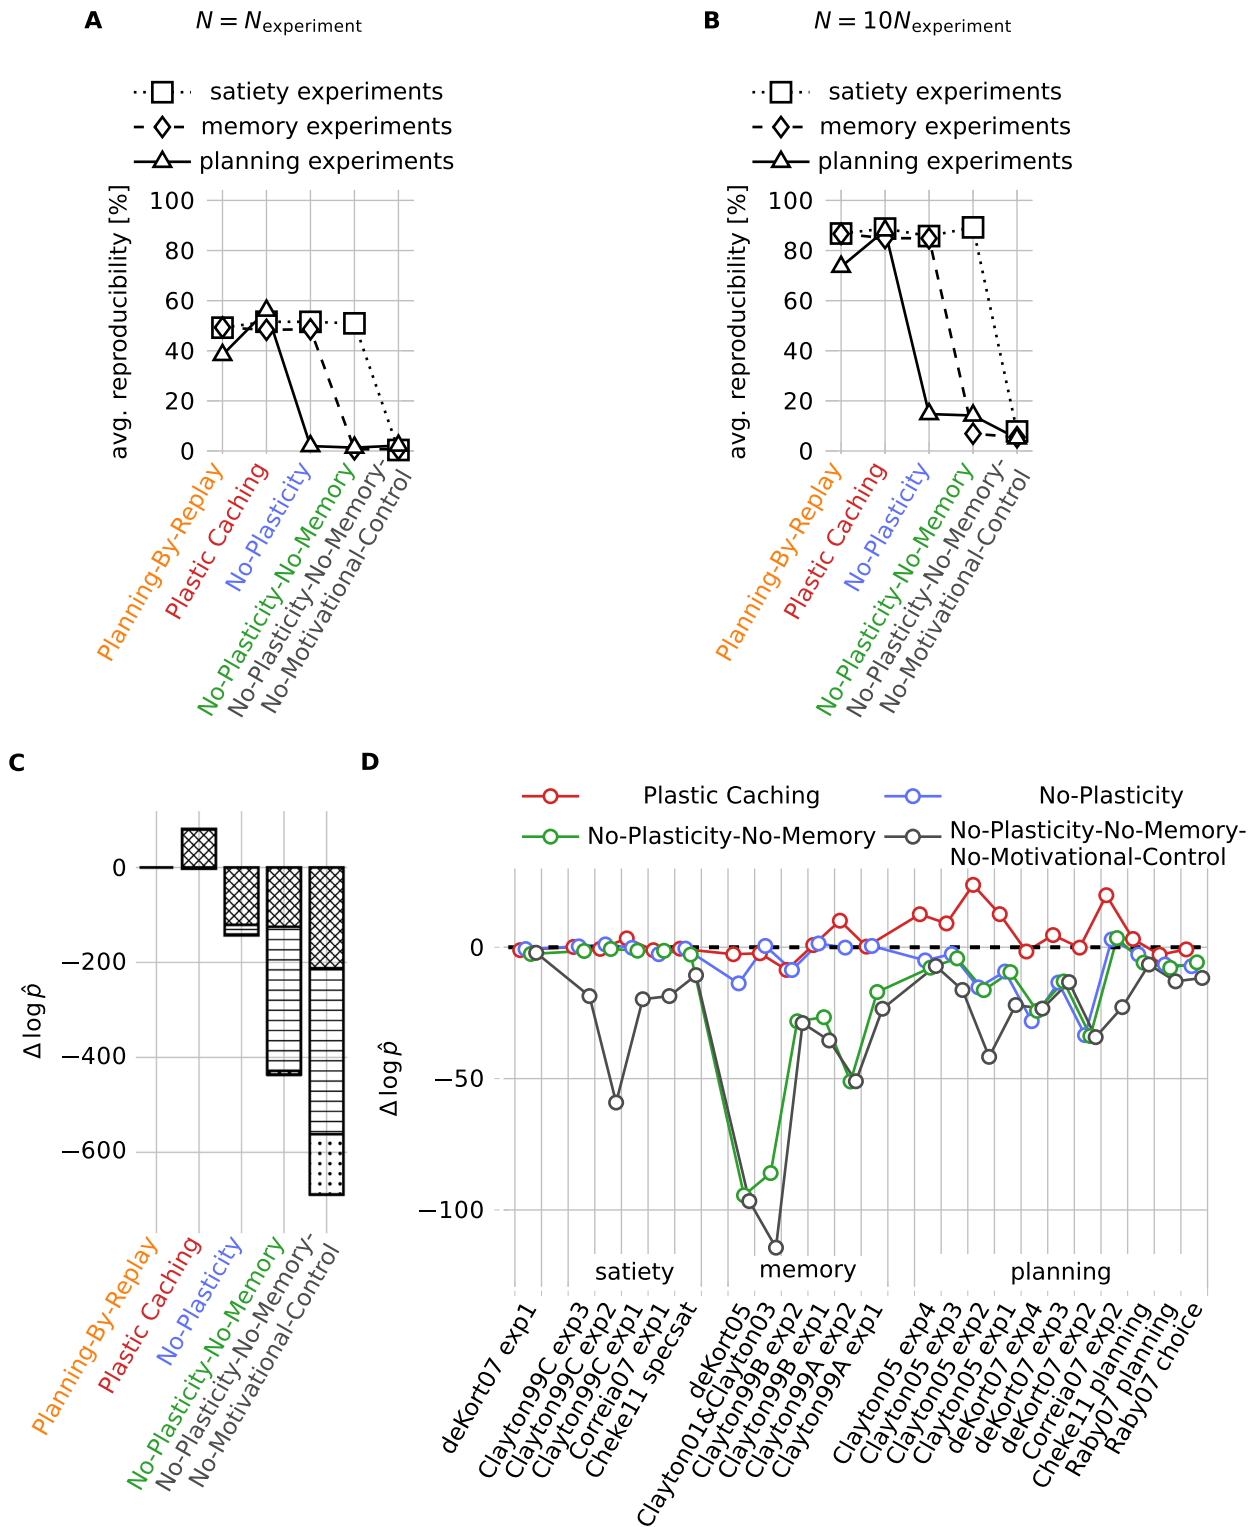 A
N = N_experiment
satiety experiments
memory experiments
planning experiments
avg. reproducibility [%]
100
80
60
40
20
0
Planning-By-Replay
Plastic Caching
No-Plasticity
No-Plasticity-No-Memory
No-Plasticity-No-Memory-
No-Motivational-Control
B
N = 10N_experiment
satiety experiments
memory experiments
planning experiments
avg. reproducibility [%]
100
80
60
40
20
0
Planning-By-Replay
Plastic Caching
No-Plasticity
No-Plasticity-No-Memory
No-Plasticity-No-Memory-
No-Motivational-Control
C
Δ log p̂
0
−200
−400
−600
Planning-By-Replay
Plastic Caching
No-Plasticity
No-Plasticity-No-Memory
No-Plasticity-No-Memory-
No-Motivational-Control
D
Plastic Caching
No-Plasticity
No-Plasticity-No-Memory
No-Plasticity-No-Memory-
No-Motivational-Control
Δ log p̂
0
−50
−100
satiety
memory
planning
deKort07 exp1
Clayton99C exp3
Clayton99C exp2
Clayton99C exp1
Correia07 exp1
Cheke11 specsat
deKort05
Clayton01&Clayton03
Clayton99B exp2
Clayton99B exp1
Clayton99A exp2
Clayton99A exp1
Clayton05 exp4
Clayton05 exp3
Clayton05 exp2
Clayton05 exp1
deKort07 exp4
deKort07 exp3
deKort07 exp2
Correia07 exp2
Cheke11 planning
Raby07 planning
Raby07 choice